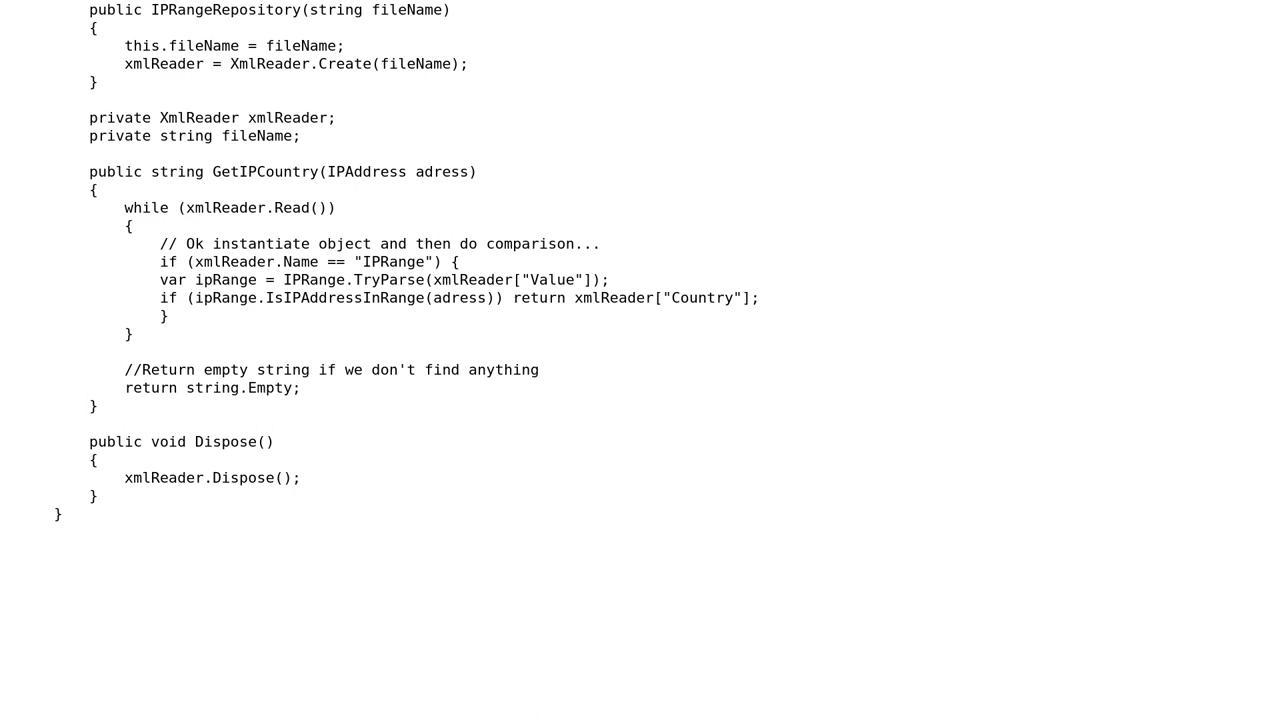 public IPRangeRepository(string fileName)
{
this.fileName = fileName;
xmlReader = XmlReader.Create(fileName);
}
private XmlReader xmlReader;
private string fileName;
public string GetIPCountry(IPAddress adress)
{
while (xmlReader.Read())
{
// Ok instantiate object and then do comparison...
if (xmlReader.Name == "IPRange") {
var ipRange = IPRange.TryParse(xmlReader["Value"]);
if (ipRange.IsIPAddressInRange(adress)) return xmlReader["Country"];
}
}
//Return empty string if we don't find anything
return string.Empty;
}
public void Dispose()
{
xmlReader.Dispose();
}
}